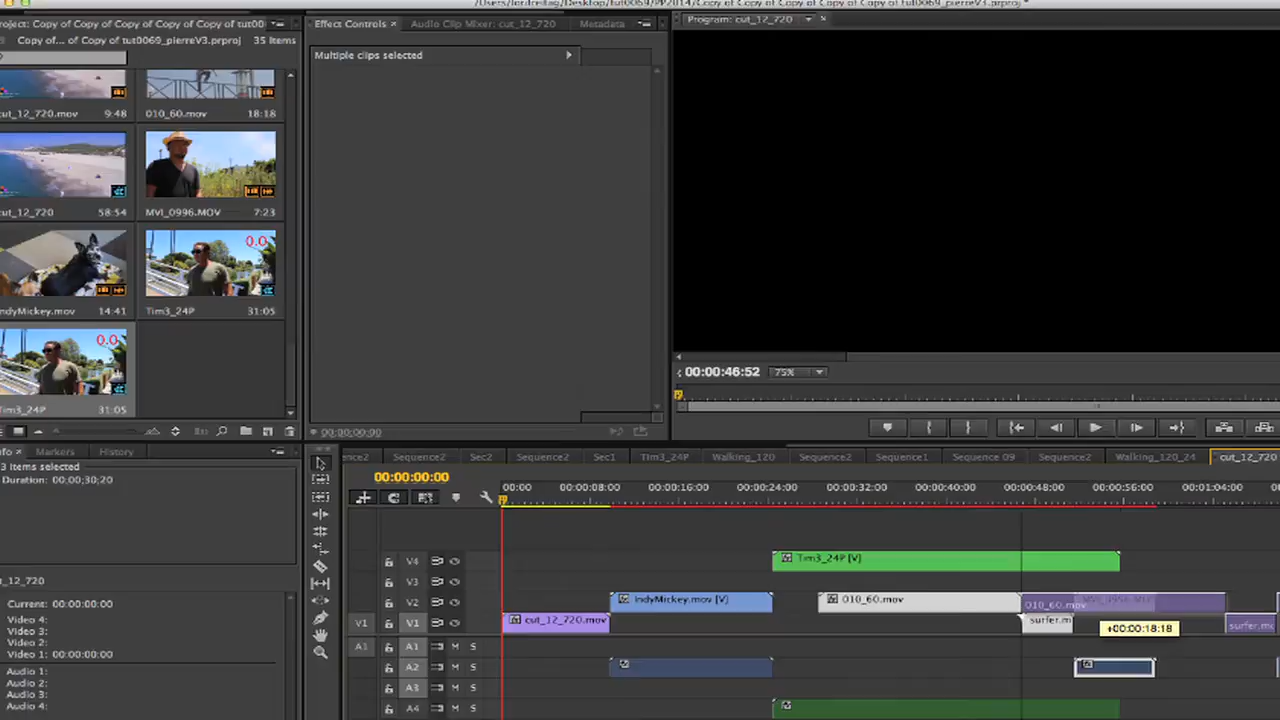 /Users/lorifreitag/Desktop/tut0069/PP2014/Copy of Copy of Copy of Copy of Copy of tut0069_pierreV3.prproj *
roject: Copy of Copy of Copy of Copy of Copy of tut00
Copy of... of Copy of tut0069_pierreV3.prproj
35 Items
cut_12_720.mov 9:48
010_60.mov 18:18
cut_12_720 58:54
MVI_0996.MOV 7:23
IndyMickey.mov 14:41
0.0
Tim3_24P 31:05
0.0
Tim3_24P 31:05
Effect Controls × Audio Clip Mixer: cut_12_720 Metadata
Multiple clips selected
00:00:00:00
Program: cut_12_720 ×
00:00:46:52 75%
nfo × Markers History
3 items selected
Duration: 00:00:30:20
_12_720
Current: 00:00:00:00
Video 4:
Video 3:
Video 2:
Video 1: 00:00:00:00
Audio 1:
Audio 2:
Audio 3:
Audio 4:
ence2 Sequence2 Sec2 Sequence2 Sec1 Tim3_24P Walking_120 Sequence2 Sequence1 Sequence 09 Sequence2 Walking_120_24 cut_12_720
00:00:00:00
00:00 00:00:08:00 00:00:16:00 00:00:24:00 00:00:32:00 00:00:40:00 00:00:48:00 00:00:56:00 00:01:04:00
V4 Tim3_24P [V]
V3
V2 IndyMickey.mov [V] 010_60.mov 010_60.mov
V1 V1 cut_12_720.mov surfer.m surfer.mo
+00:00:18:18
A1 A1 M S
A2 M S
A3 M S
A4 M S